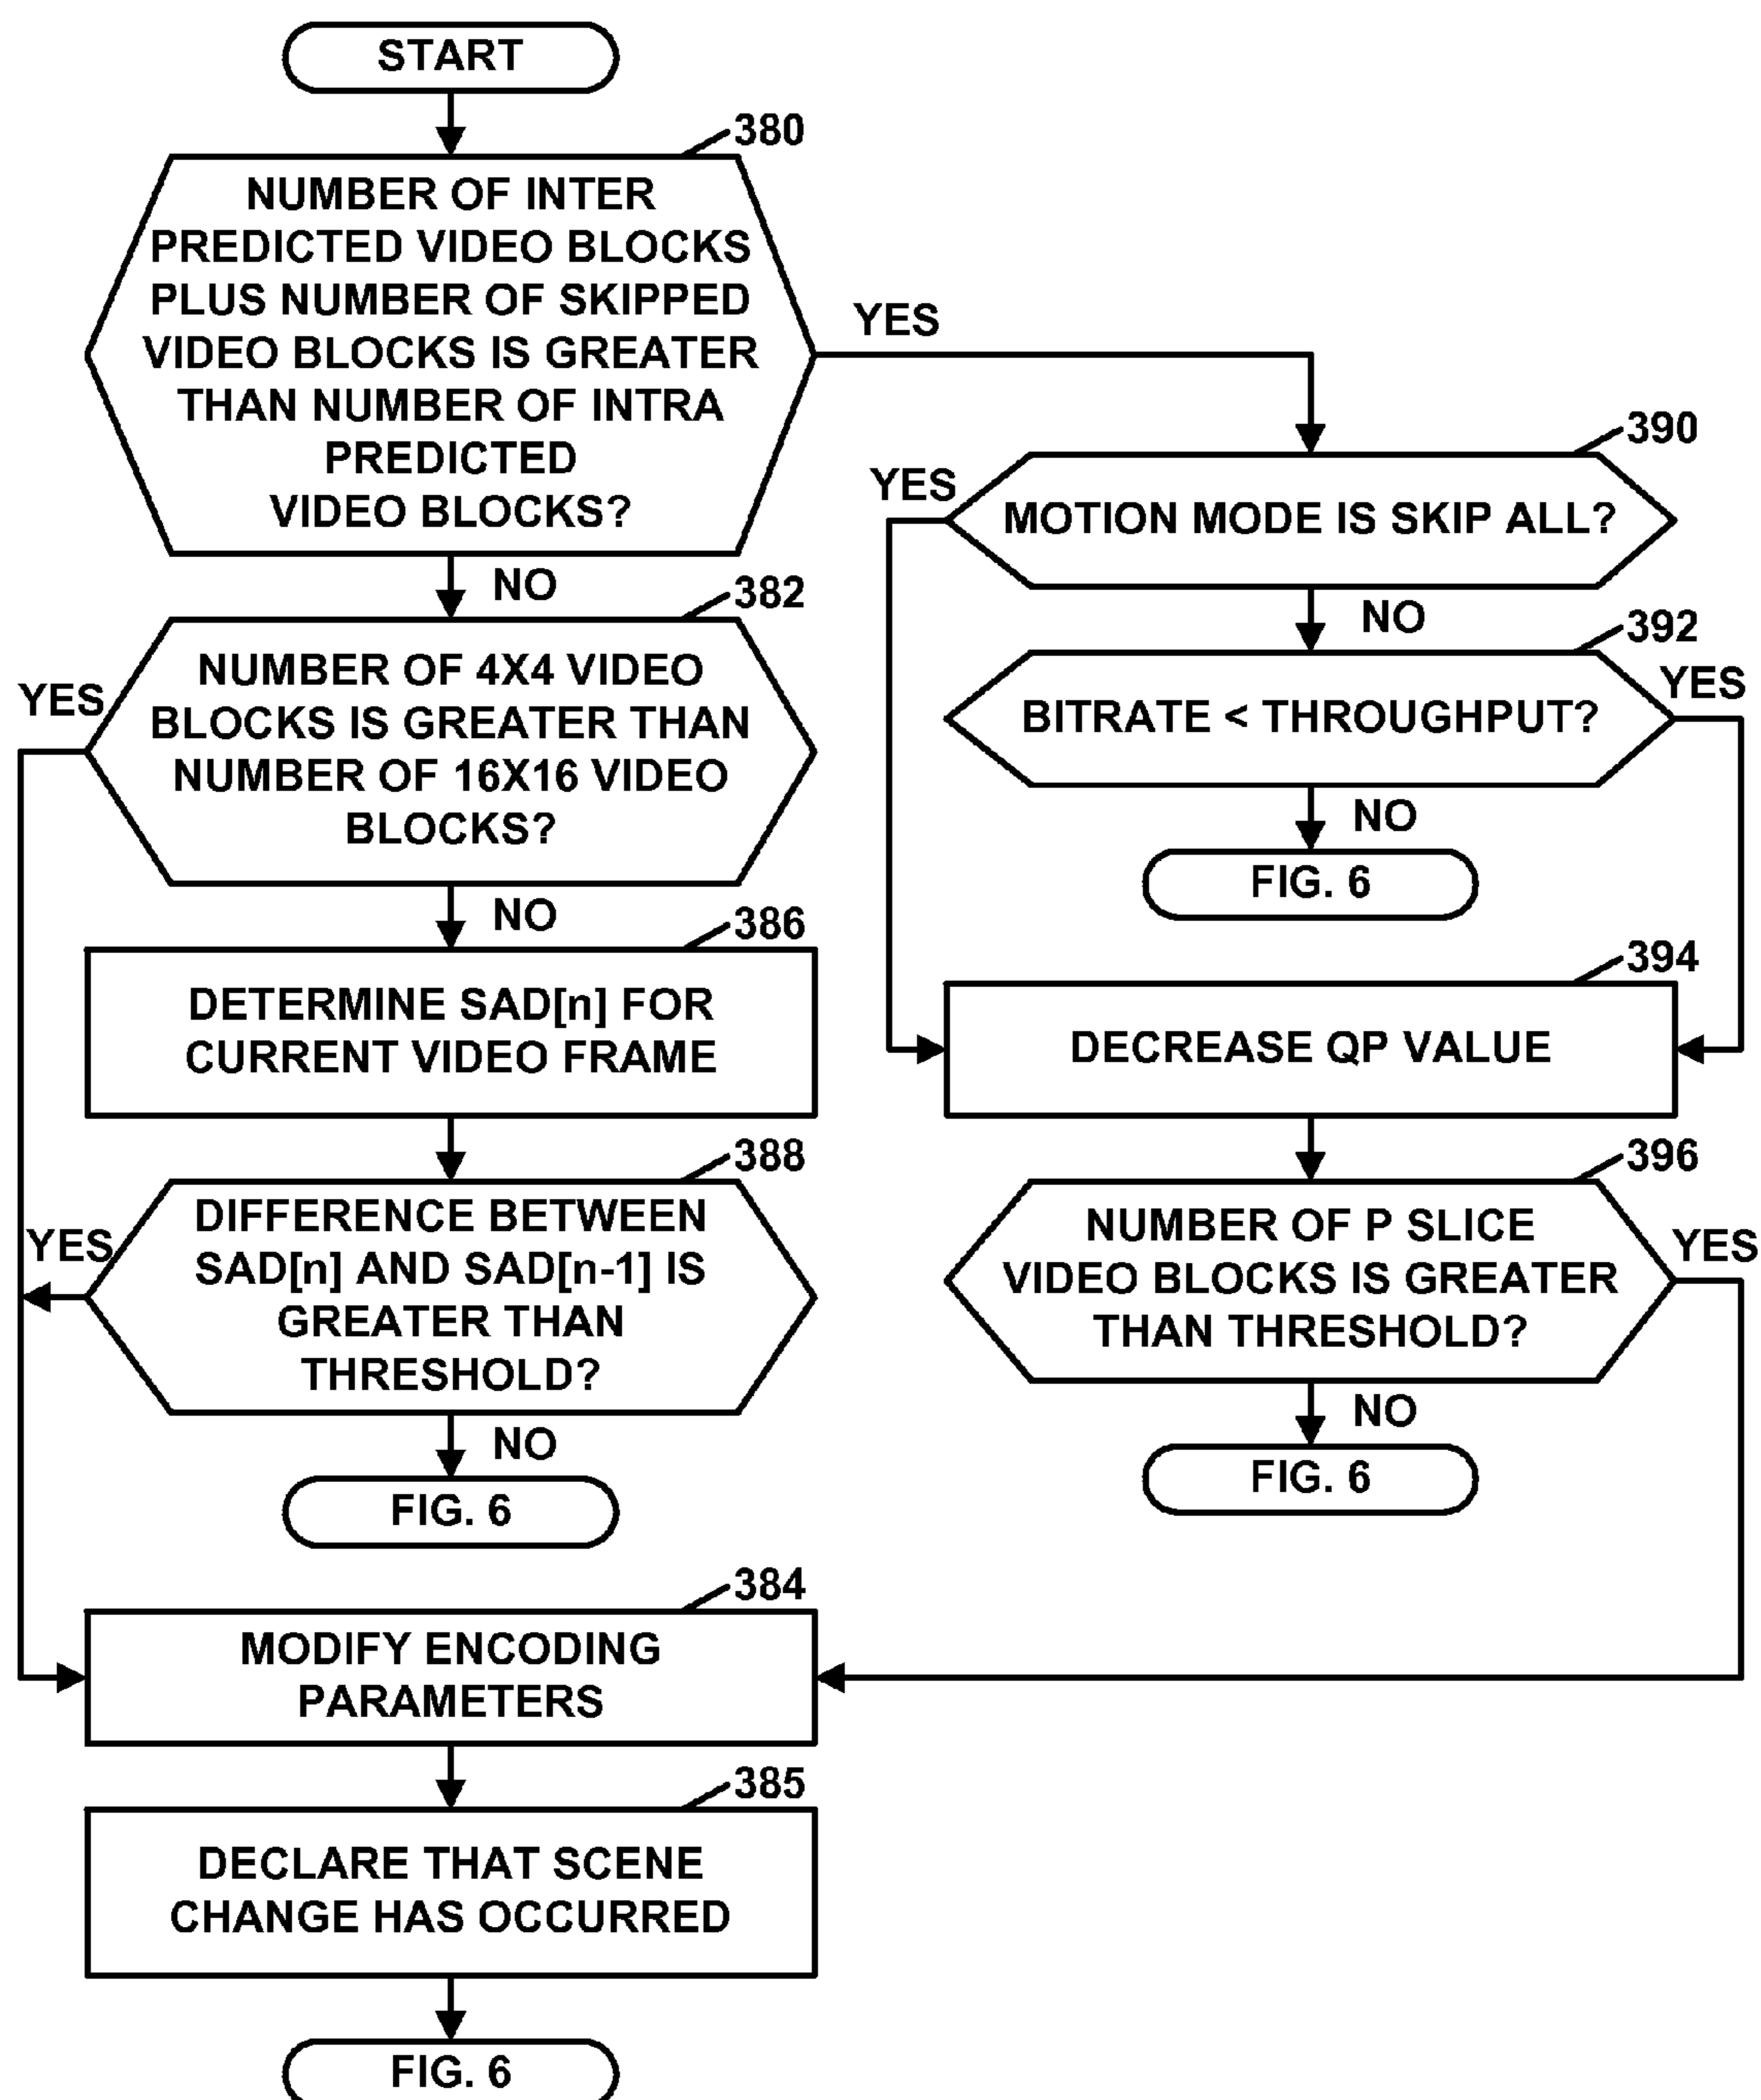 START
380
NUMBER OF INTER
PREDICTED VIDEO BLOCKS
PLUS NUMBER OF SKIPPED
VIDEO BLOCKS IS GREATER
THAN NUMBER OF INTRA
PREDICTED
VIDEO BLOCKS?
YES
NO
382
NUMBER OF 4X4 VIDEO
BLOCKS IS GREATER THAN
NUMBER OF 16X16 VIDEO
BLOCKS?
YES
NO
386
DETERMINE SAD[n] FOR
CURRENT VIDEO FRAME
388
DIFFERENCE BETWEEN
SAD[n] AND SAD[n-1] IS
GREATER THAN
THRESHOLD?
YES
NO
FIG. 6
384
MODIFY ENCODING
PARAMETERS
385
DECLARE THAT SCENE
CHANGE HAS OCCURRED
FIG. 6
390
MOTION MODE IS SKIP ALL?
YES
NO
392
BITRATE < THROUGHPUT?
YES
NO
FIG. 6
394
DECREASE QP VALUE
396
NUMBER OF P SLICE
VIDEO BLOCKS IS GREATER
THAN THRESHOLD?
YES
NO
FIG. 6